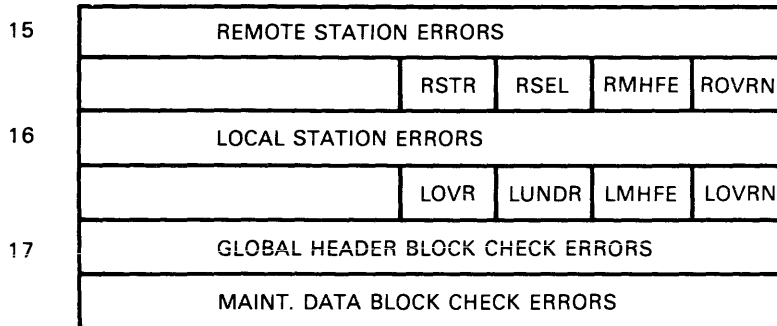 15 REMOTE STATION ERRORS
RSTR RSEL RMHFE ROVRN
16 LOCAL STATION ERRORS
LOVR LUNDR LMHFE LOVRN
17 GLOBAL HEADER BLOCK CHECK ERRORS
MAINT. DATA BLOCK CHECK ERRORS